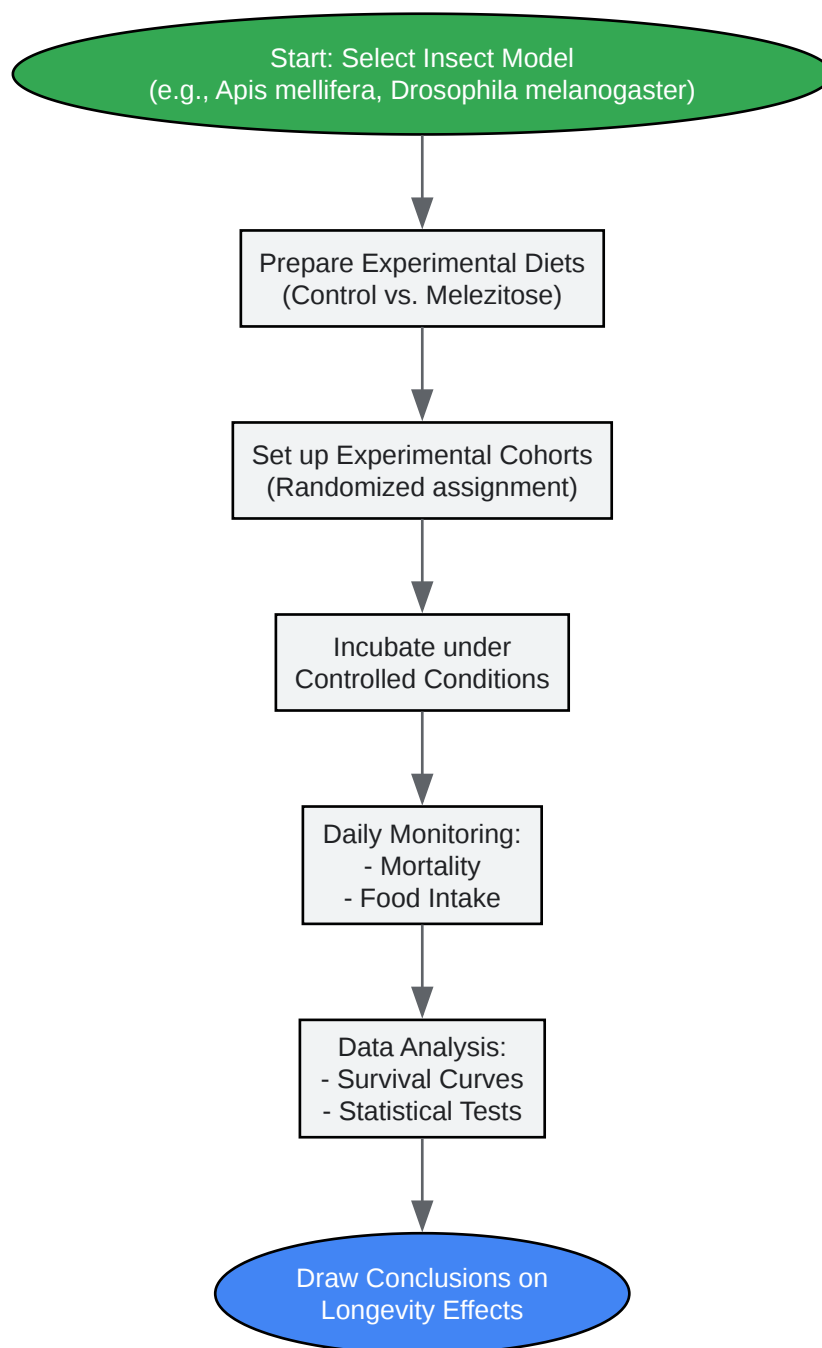 Start: Select Insect Model
(e.g., Apis mellifera, Drosophila melanogaster)
Prepare Experimental Diets
(Control vs. Melezitose)
Set up Experimental Cohorts
(Randomized assignment)
Incubate under
Controlled Conditions
Daily Monitoring:
- Mortality
- Food Intake
Data Analysis:
- Survival Curves
- Statistical Tests
Draw Conclusions on
Longevity Effects